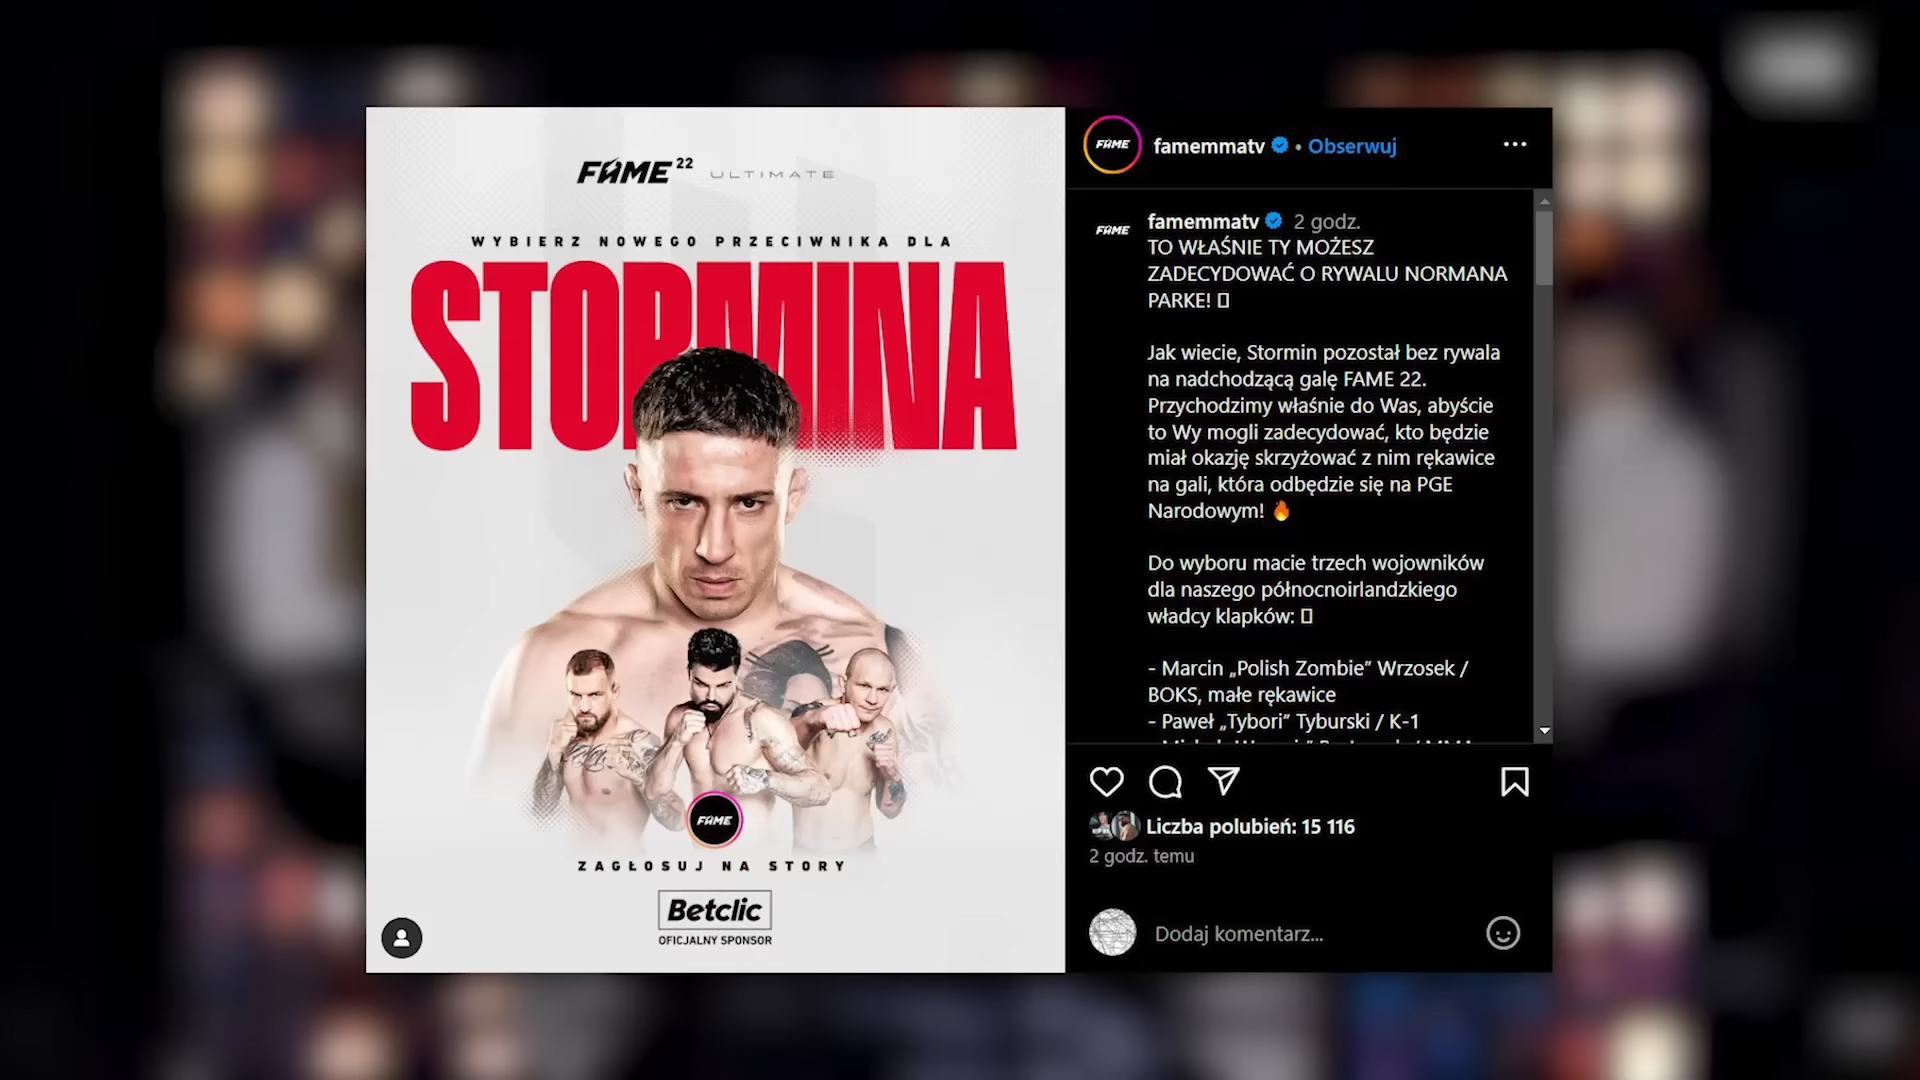 FAME 22 ULTIMATE
WYBIERZ NOWEGO PRZECIWNIKA DLA
STORMINA
FAME
ZAGŁOSUJ NA STORY
Betclic
OFICJALNY SPONSOR
FAME
famemmatv • Obserwuj
FAME
famemmatv 2 godz.
TO WŁAŚNIE TY MOŻESZ
ZADECYDOWAĆ O RYWALU NORMANA
PARKE!
Jak wiecie, Stormin pozostał bez rywala
na nadchodzącą galę FAME 22.
Przychodzimy właśnie do Was, abyście
to Wy mogli zadecydować, kto będzie
miał okazję skrzyżować z nim rękawice
na gali, która odbędzie się na PGE
Narodowym! 🔥
Do wyboru macie trzech wojowników
dla naszego północnoirlandzkiego
władcy klapków:
- Marcin „Polish Zombie” Wrzosek /
BOKS, małe rękawice
- Paweł „Tybori” Tyburski / K-1
Liczba polubień: 15 116
2 godz. temu
Dodaj komentarz...